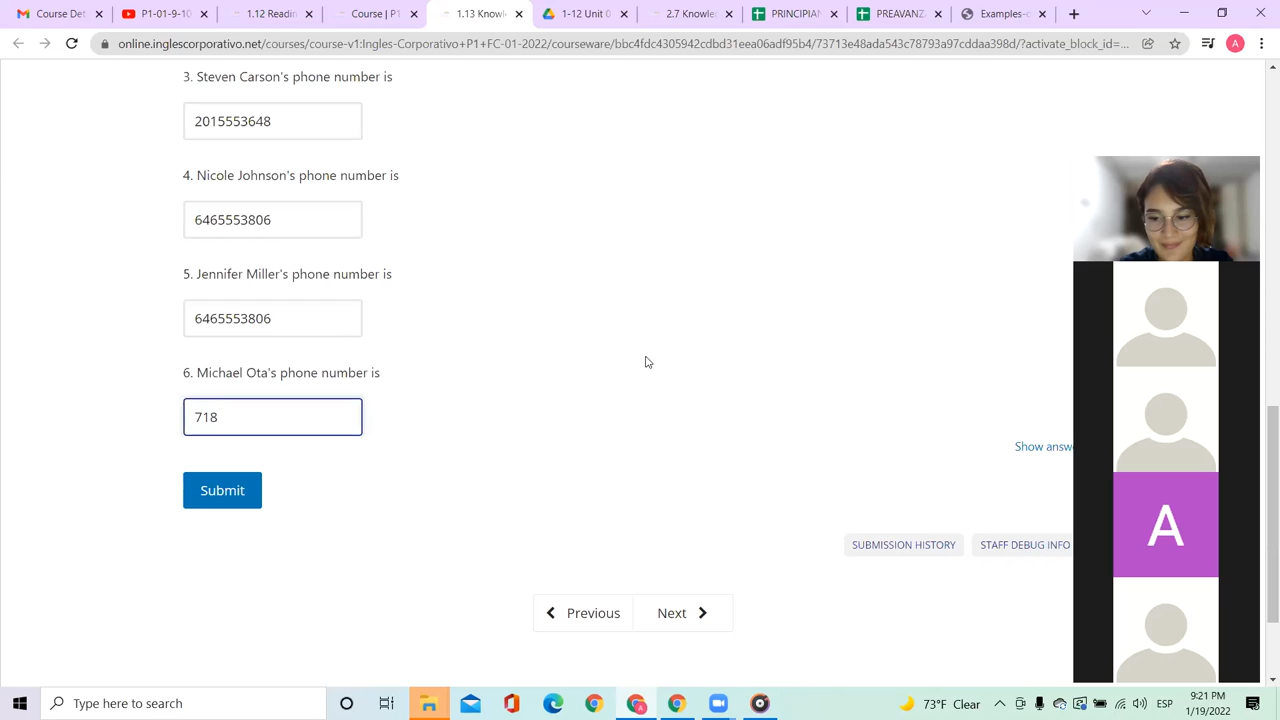 Course Det
P1-01-9-10
1.12 Readin
Course | P1
1.13 Knowl
1-12 Unit 0
2.7 Knowle
PRINCIPIAN
PREAVANZ
Examples-c
online.inglescorporativo.net/courses/course-v1:Ingles-Corporativo+P1+FC-01-2022/courseware/bbc4fdc4305942cdbd31eea06adf95b4/73713e48ada543c78793a97cddaa398d/?activate_block_id=...
A
3. Steven Carson's phone number is
2015553648
4. Nicole Johnson's phone number is
6465553806
5. Jennifer Miller's phone number is
6465553806
6. Michael Ota's phone number is
718
Show answ
Submit
A
SUBMISSION HISTORY
STAFF DEBUG INFO
Previous
Next
Type here to search
73°F Clear
ESP
9:21 PM
1/19/2022